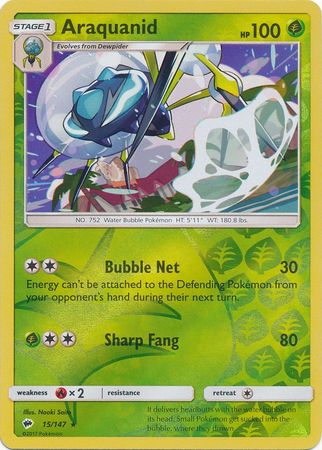 STAGE 1
Araquanid
HP 100
Evolves from Dewpider
NO. 752 Water Bubble Pokémon HT: 5'11" WT: 180.8 lbs.
Bubble Net 30
Energy can't be attached to the Defending Pokémon from
your opponent's hand during their next turn.
Sharp Fang 80
weakness × 2 resistance retreat
Illus. Naoki Saito
15/147 ★
©2017 Pokémon
It delivers headbutts with the water bubble on
its head. Small Pokémon get sucked into the
bubble, where they drown.